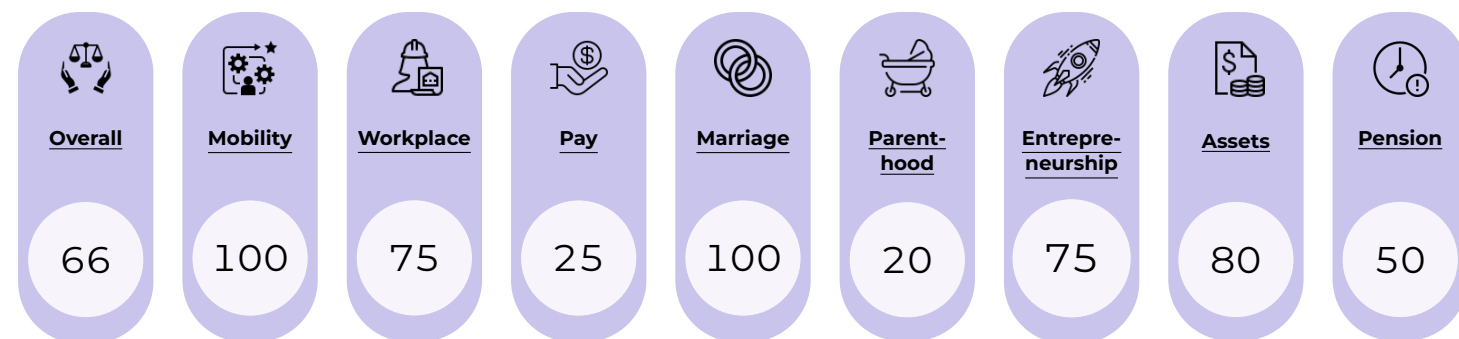 Overall
66
Mobility
100
Workplace
75
$
Pay
25
Marriage
100
Parent-
hood
20
Entrepre-
neurship
75
$
Assets
80
!
Pension
50